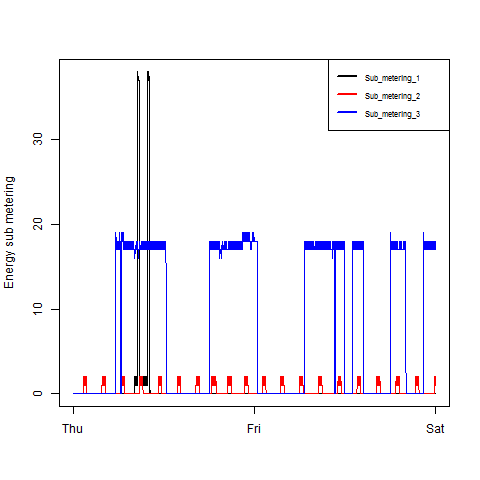 Sub_metering_1
Sub_metering_2
Sub_metering_3
Energy sub metering
30
20
10
0
Thu Fri Sat